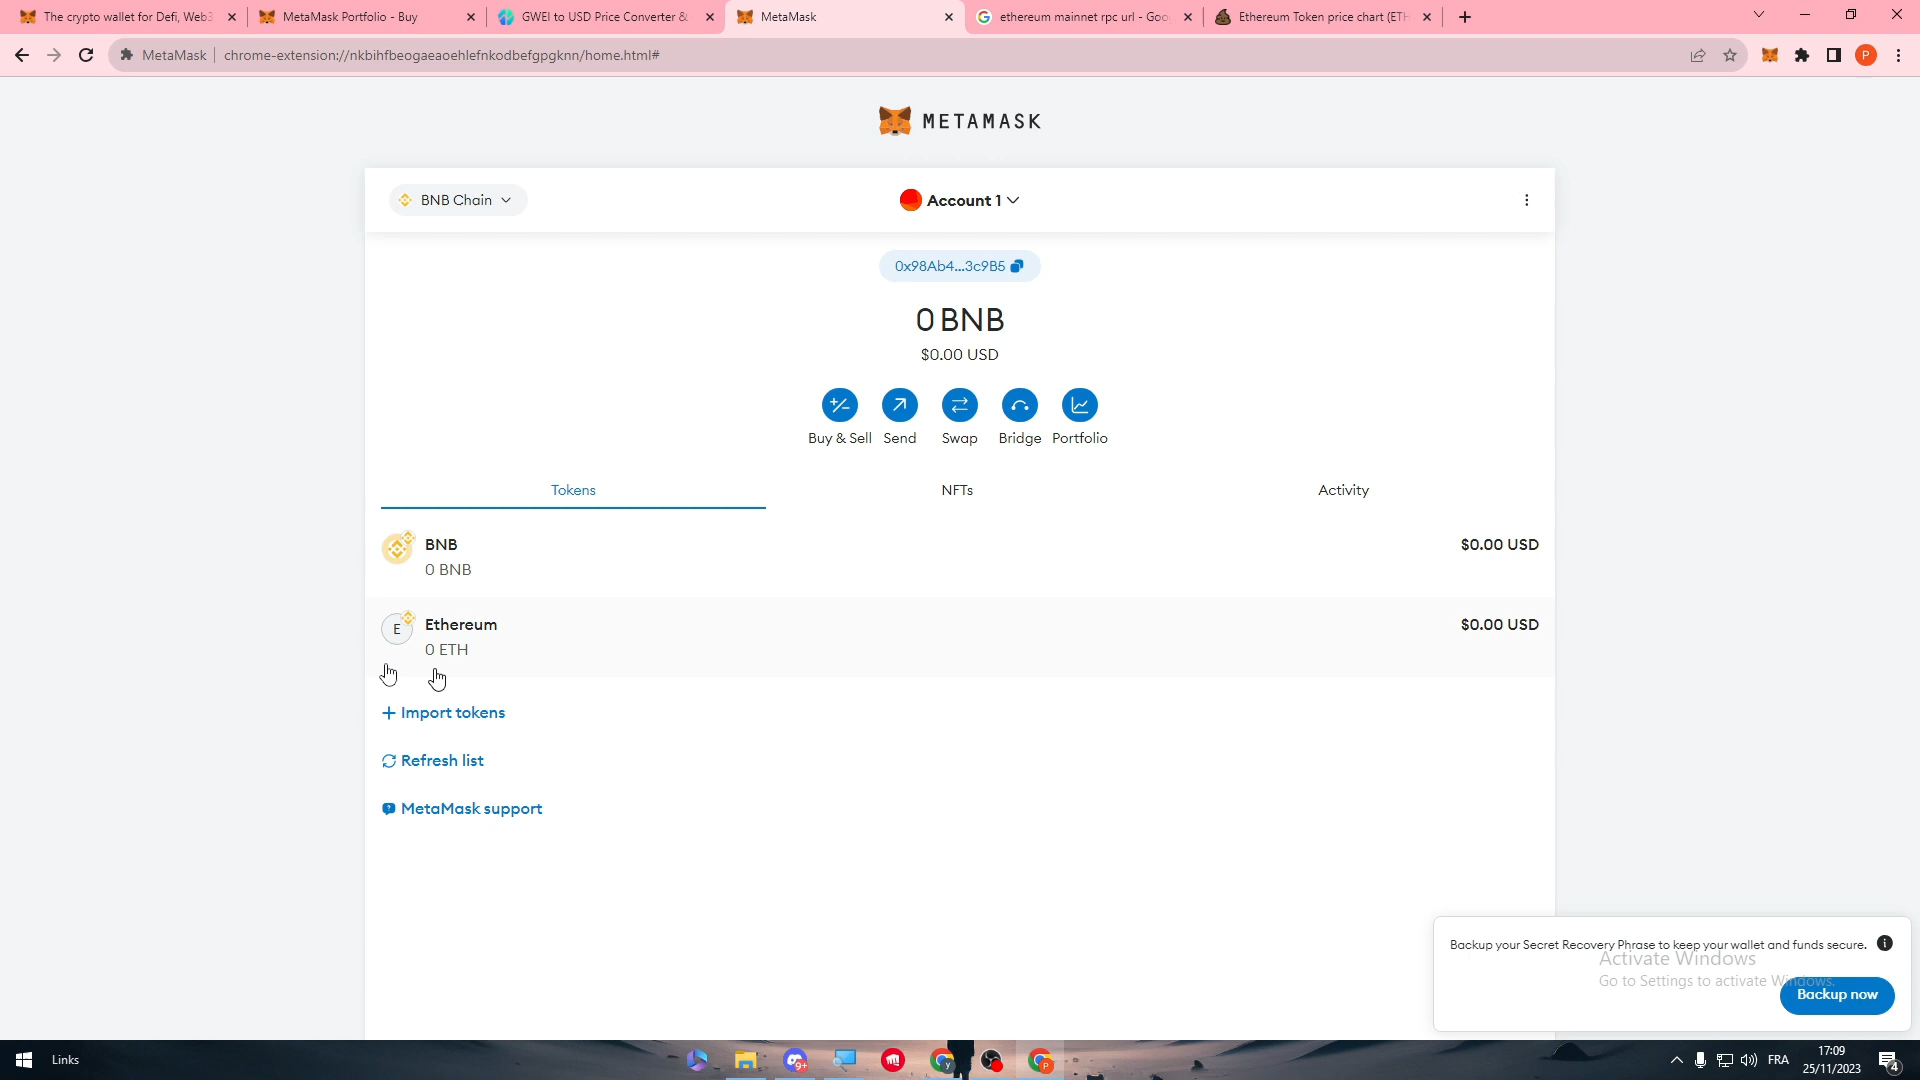 The crypto wallet for Defi, Web3
MetaMask Portfolio - Buy
GWEI to USD Price Converter &
MetaMask
ethereum mainnet rpc url - Goo
Ethereum Token price chart (ETH
MetaMask
chrome-extension://nkbihfbeogaeaoehlefnkodbefgpgknn/home.html#
P
METAMASK
BNB Chain
Account 1
0x98Ab4...3c9B5
0 BNB
$0.00 USD
Buy & Sell
Send
Swap
Bridge
Portfolio
Tokens
NFTs
Activity
BNB
$0.00 USD
0 BNB
E
Ethereum
$0.00 USD
0 ETH
+ Import tokens
Refresh list
MetaMask support
Backup your Secret Recovery Phrase to keep your wallet and funds secure.
Activate Windows
Go to Settings to activate Windows.
Backup now
Links
9+
y
P
FRA
17:09
25/11/2023
4